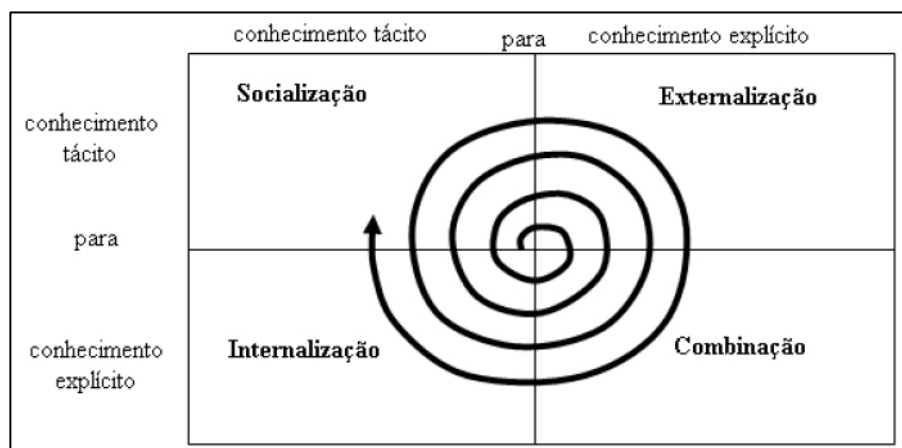 conhecimento tácito para conhecimento explícito
Socialização Externalização
conhecimento
tácito
para
Internalização Combinação
conhecimento
explícito